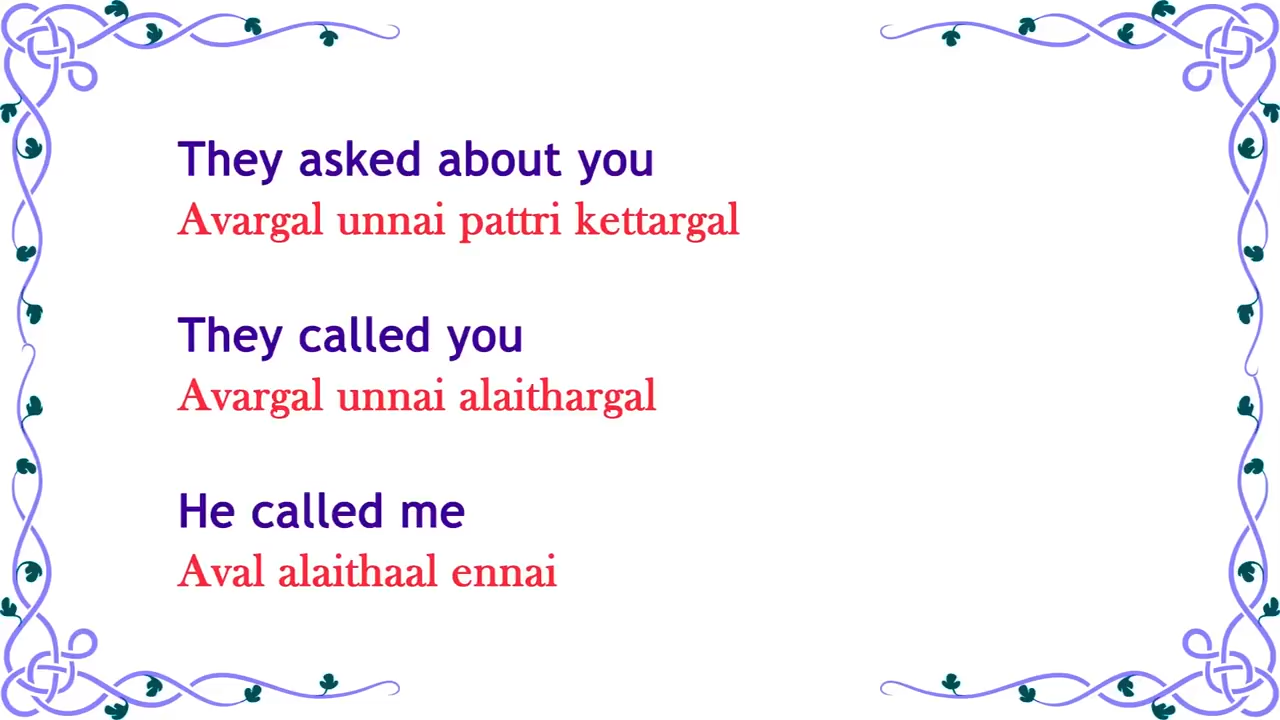 They asked about you
Avargal unnai pattri kettargal
They called you
Avargal unnai alaithargal
He called me
Aval alaithaal ennai